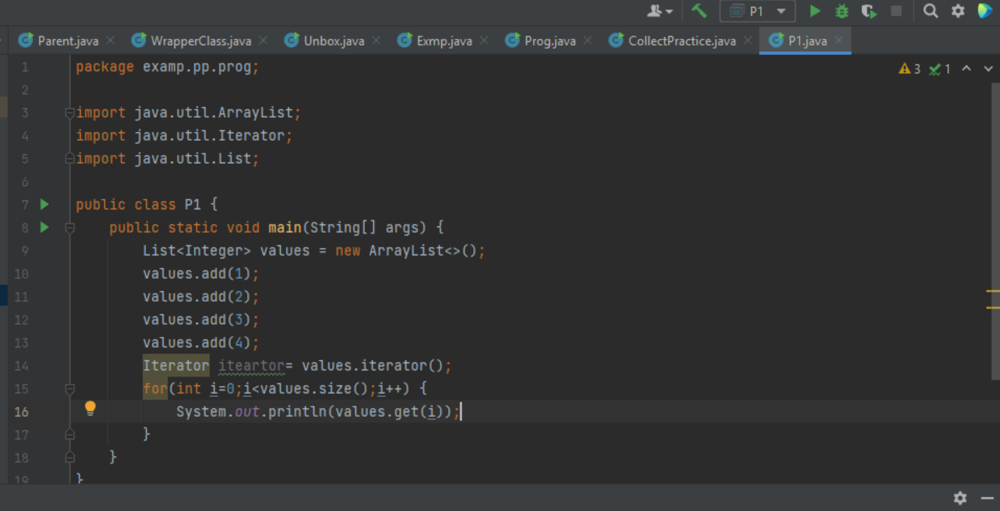 P1
Parent.java WrapperClass.java Unbox.java Exmp.java Prog.java CollectPractice.java P1.java
1 package examp.pp.prog; 3 1
2
3 import java.util.ArrayList;
4 import java.util.Iterator;
5 import java.util.List;
6
7 public class P1 {
8 public static void main(String[] args) {
9 List<Integer> values = new ArrayList<>();
10 values.add(1);
11 values.add(2);
12 values.add(3);
13 values.add(4);
14 Iterator iteartor= values.iterator();
15 for(int i=0;i<values.size();i++) {
16 System.out.println(values.get(i));
17 }
18 }
19 }